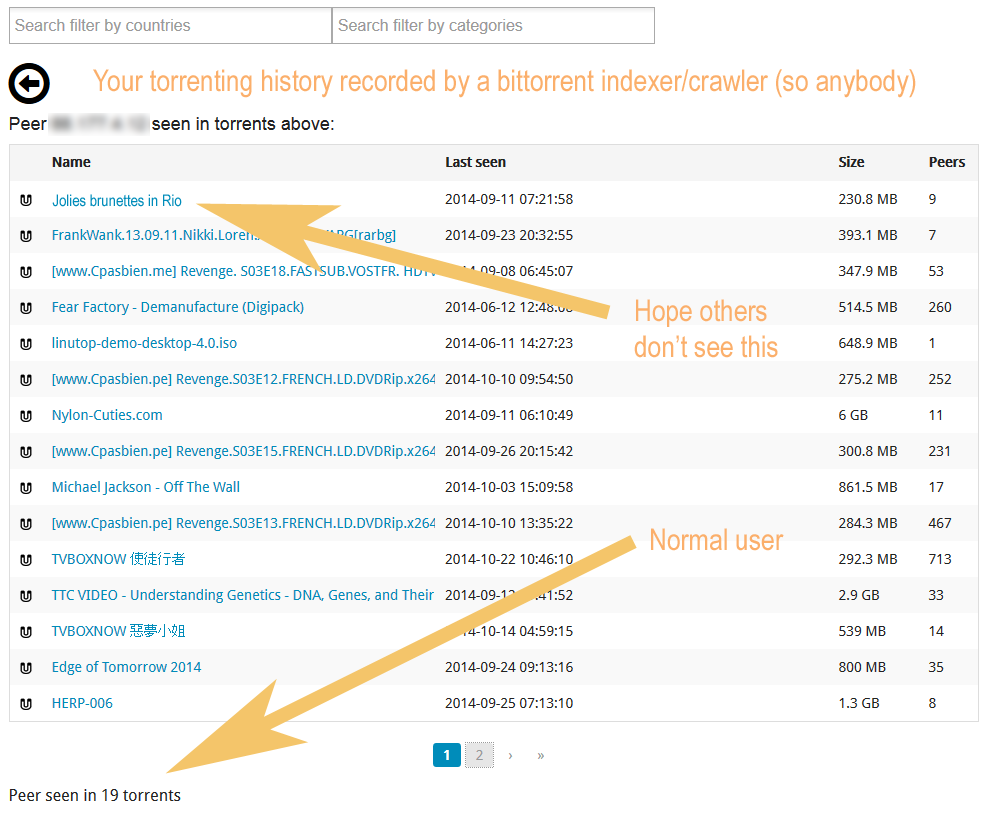 Search filter by countries Search filter by categories
Your torrenting history recorded by a bittorrent indexer/crawler (so anybody)
Peer seen in torrents above:
Name Last seen Size Peers
Jolies brunettes in Rio 2014-09-11 07:21:58 230.8 MB 9
FrankWank.13.09.11.Nikki.Loren [rarbg] 2014-09-23 20:32:55 393.1 MB 7
[www.Cpasbien.me] Revenge. S03E18.FASTSUB.VOSTFR. HDTV 14-09-08 06:45:07 347.9 MB 53
Fear Factory - Demanufacture (Digipack) 2014-06-12 12:48:08 514.5 MB 260
Hope others
don't see this
linutop-demo-desktop-4.0.iso 2014-06-11 14:27:23 648.9 MB 1
[www.Cpasbien.pe] Revenge.S03E12.FRENCH.LD.DVDRip.x264 2014-10-10 09:54:50 275.2 MB 252
Nylon-Cuties.com 2014-09-11 06:10:49 6 GB 11
[www.Cpasbien.pe] Revenge.S03E15.FRENCH.LD.DVDRip.x264 2014-09-26 20:15:42 300.8 MB 231
Michael Jackson - Off The Wall 2014-10-03 15:09:58 861.5 MB 17
[www.Cpasbien.pe] Revenge.S03E13.FRENCH.LD.DVDRip.x264 2014-10-10 13:35:22 284.3 MB 467
Normal user
TVBOXNOW 使徒行者 2014-10-22 10:46:10 292.3 MB 713
TTC VIDEO - Understanding Genetics - DNA, Genes, and Their 2014-09-12 :41:52 2.9 GB 33
TVBOXNOW 惡夢小姐 14-10-14 04:59:15 539 MB 14
Edge of Tomorrow 2014 2014-09-24 09:13:16 800 MB 35
HERP-006 2014-09-25 07:13:10 1.3 GB 8
1 2 › »
Peer seen in 19 torrents